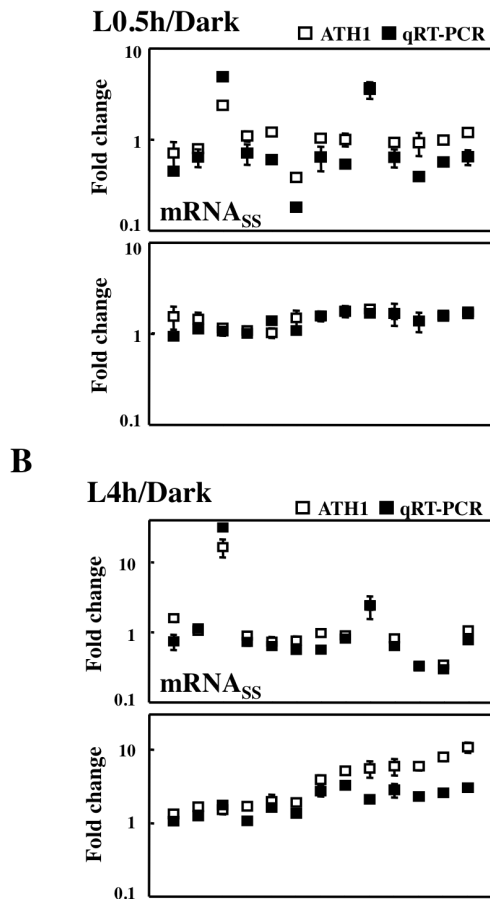 L0.5h/Dark
□ ATH1 ■ qRT-PCR
Fold change
10
1
0.1
mRNASS
Fold change
10
1
0.1
B
L4h/Dark
□ ATH1 ■ qRT-PCR
Fold change
10
1
0.1
mRNASS
Fold change
10
1
0.1